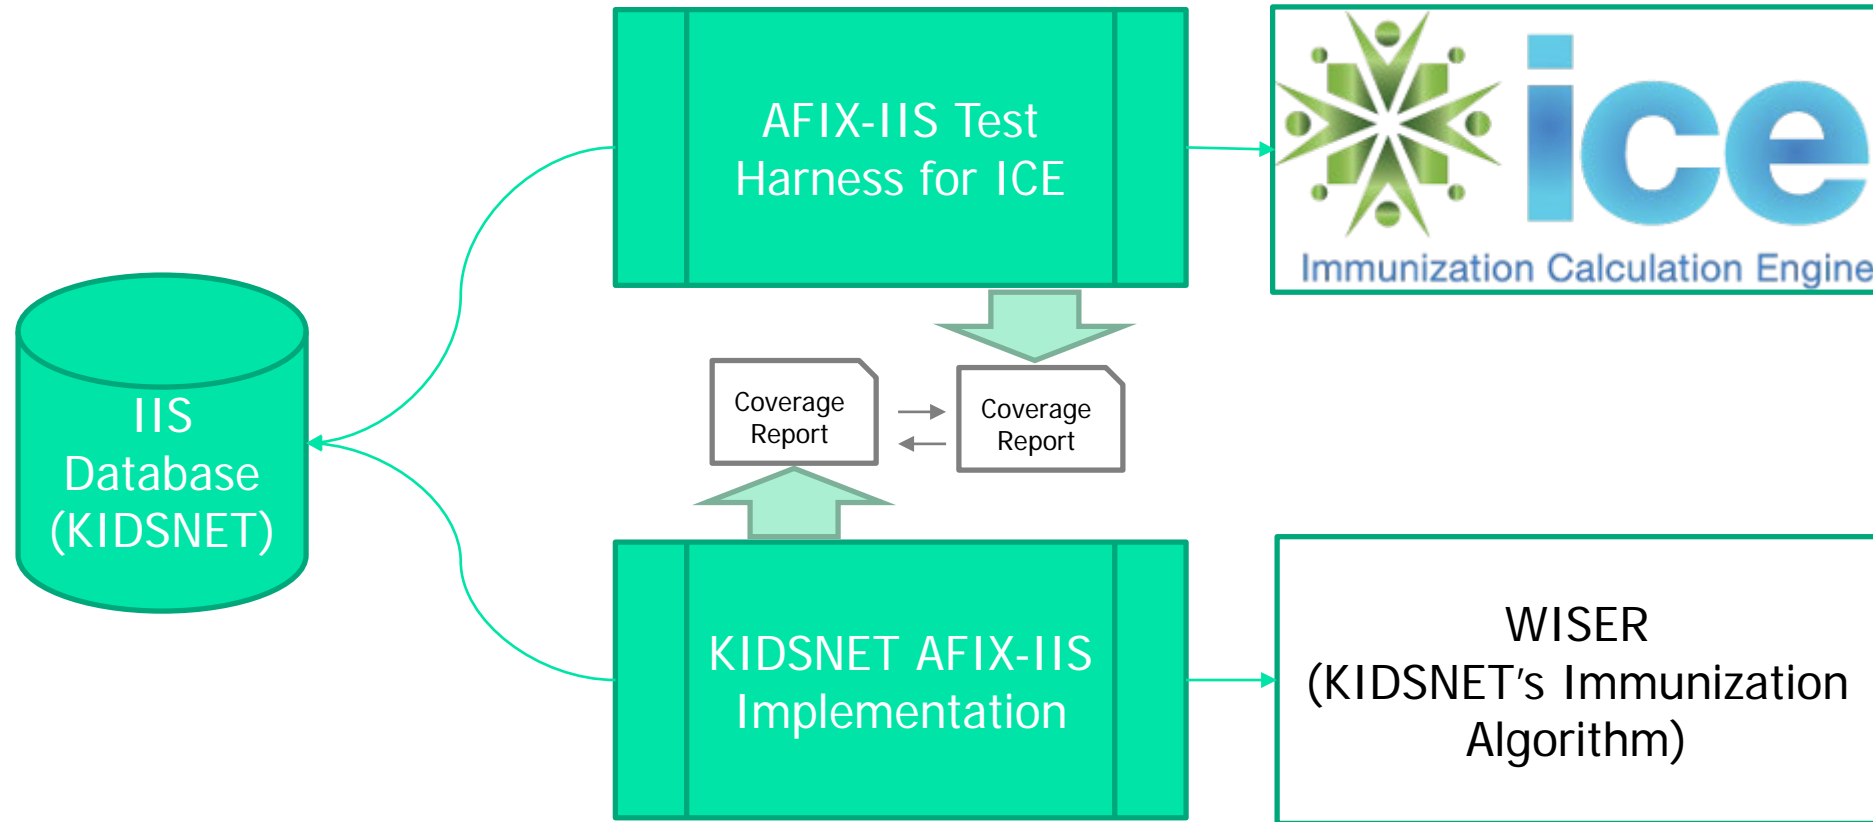 AFIX-IIS Test
Harness for ICE
ice
Immunization Calculation Engine
IIS
Database
(KIDSNET)
Coverage
Report
Coverage
Report
KIDSNET AFIX-IIS
Implementation
WISER
(KIDSNET's Immunization
Algorithm)